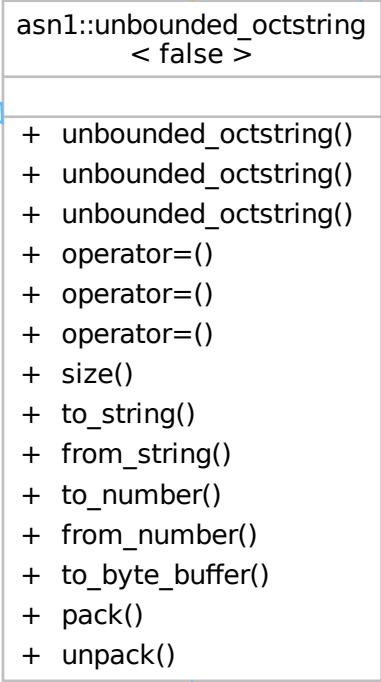 asn1::unbounded_octstring
< false >
+ unbounded_octstring()
+ unbounded_octstring()
+ unbounded_octstring()
+ operator=()
+ operator=()
+ operator=()
+ size()
+ to_string()
+ from_string()
+ to_number()
+ from_number()
+ to_byte_buffer()
+ pack()
+ unpack()